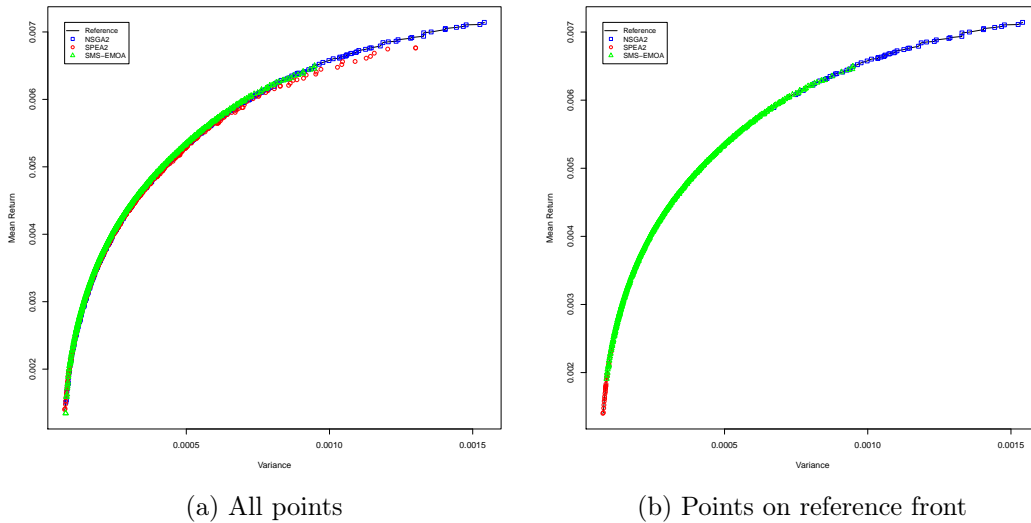 Reference
NSGA2
SPEA2
SMS−EMOA
0.007
0.006
0.005
0.004
0.003
0.002
Mean Return
0.0005
0.0010
0.0015
Variance
(a) All points
Reference
NSGA2
SPEA2
SMS−EMOA
0.007
0.006
0.005
0.004
0.003
0.002
Mean Return
0.0005
0.0010
0.0015
Variance
(b) Points on reference front